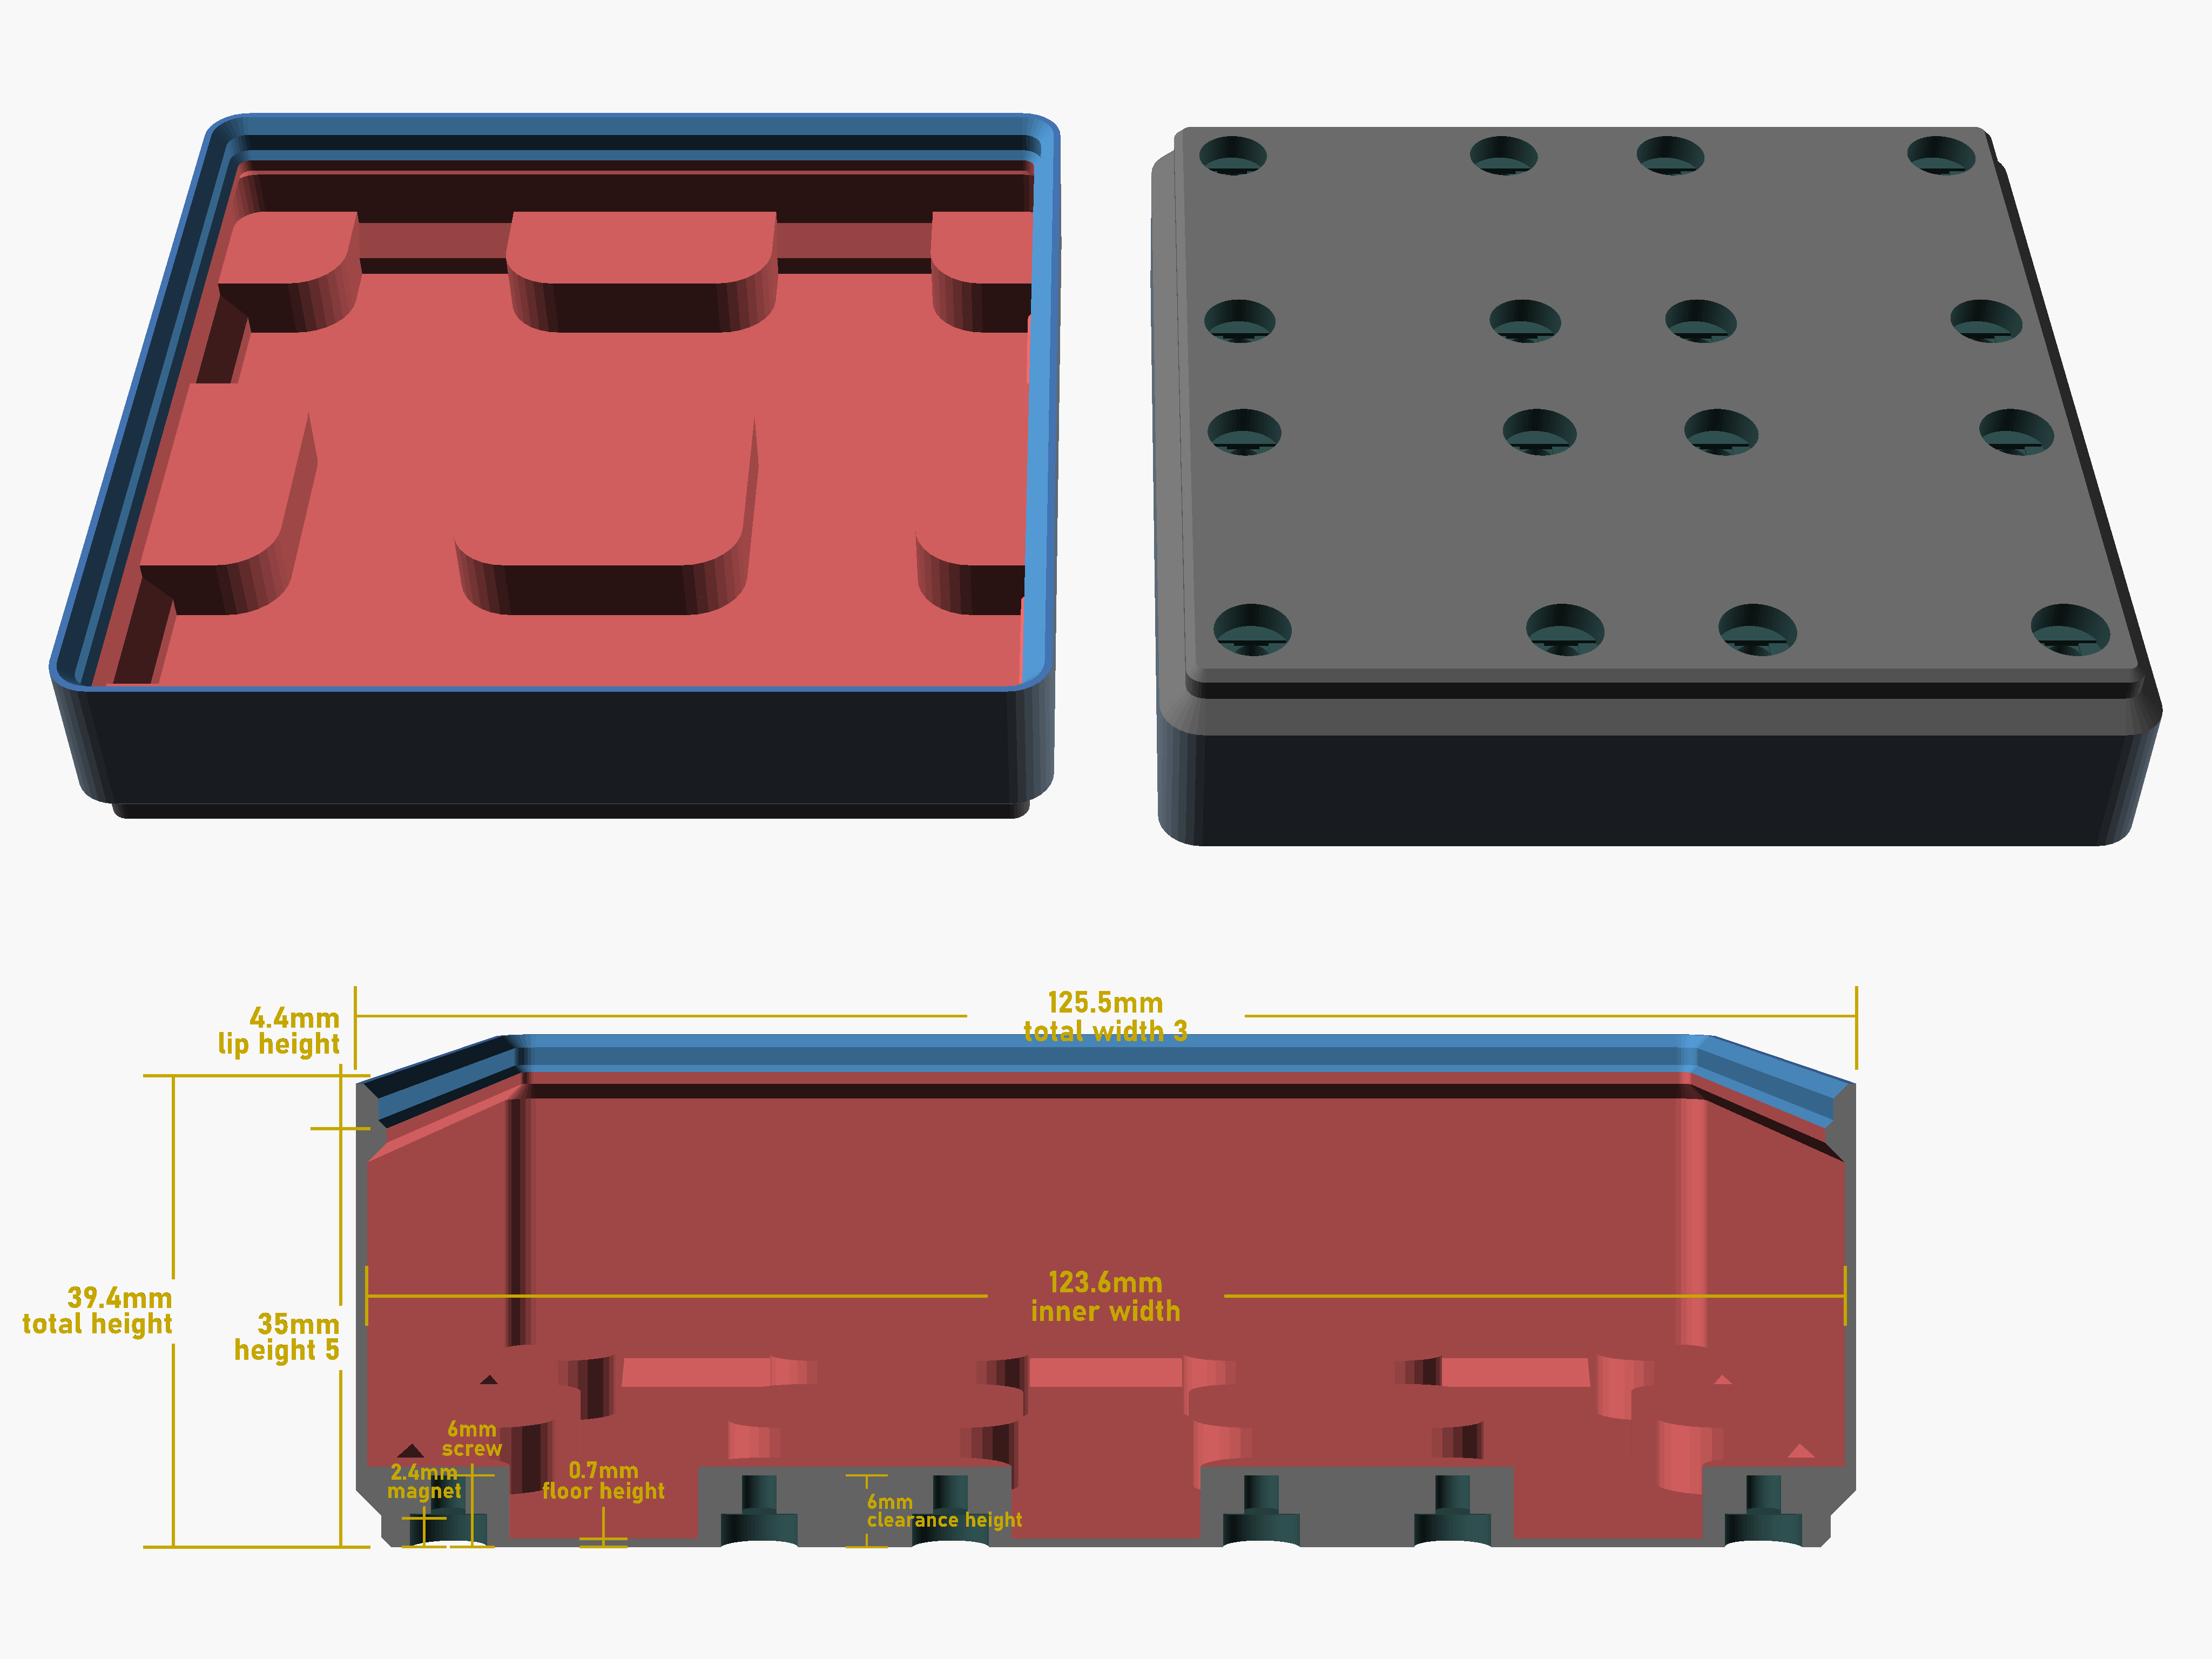 125.5mm
total width 3
4.4mm
lip height
123.6mm
inner width
39.4mm
total height
35mm
height 5
6mm
screw
2.4mm
magnet
0.7mm
floor height
6mm
clearance height